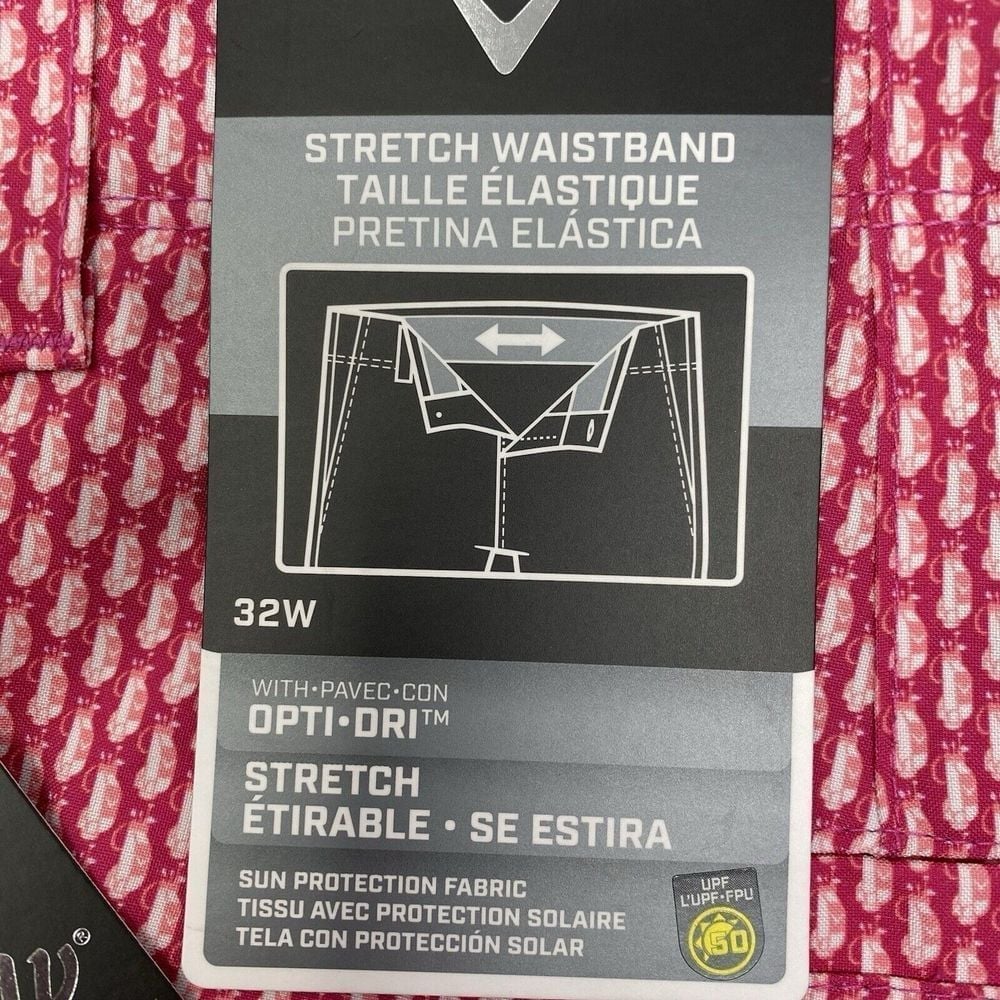 STRETCH WAISTBAND
TAILLE ÉLASTIQUE
PRETINA ELÁSTICA
32W
WITH•PAVEC•CON
OPTI•DRI™
STRETCH
ÉTIRABLE • SE ESTIRA
SUN PROTECTION FABRIC
TISSU AVEC PROTECTION SOLAIRE
TELA CON PROTECCIÓN SOLAR
UPF
L'UPF•FPU
50